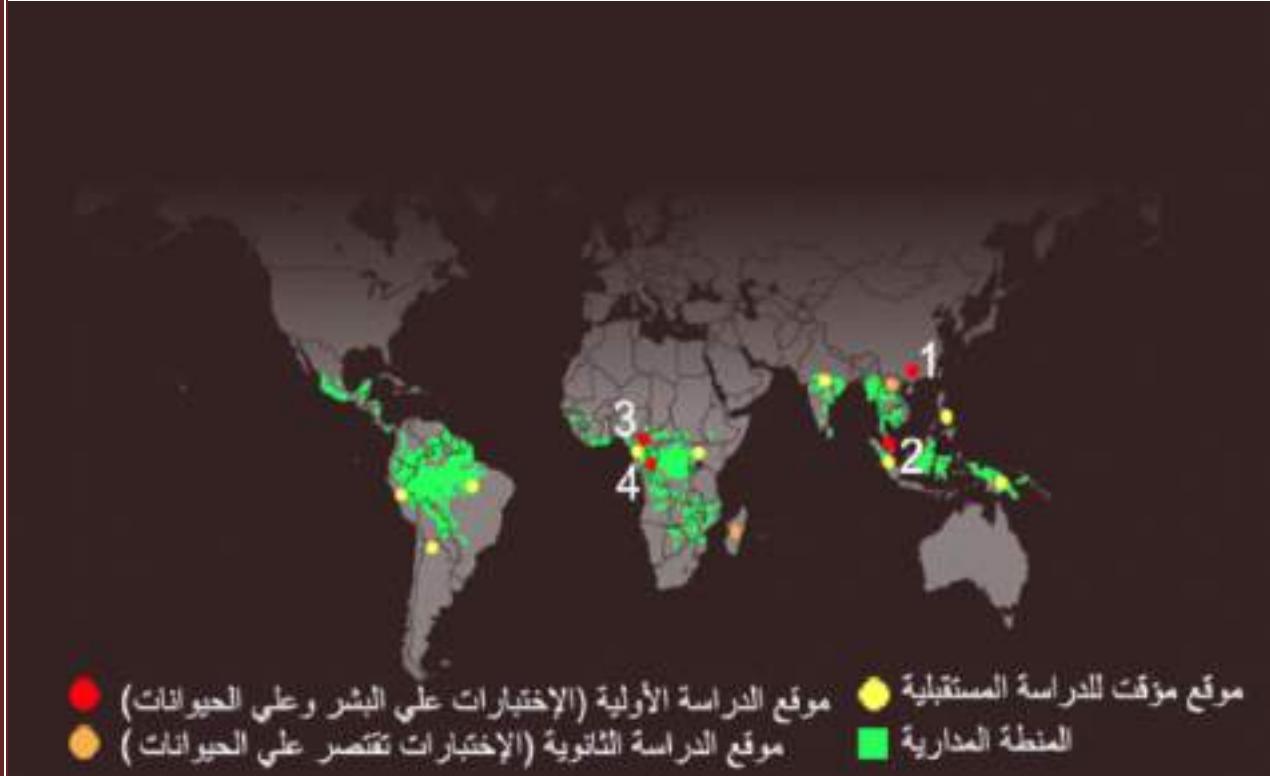 1
2
3
4
موقع مؤقت للدراسة المستقبلية
موقع الدراسة الأولية (الإختبارات علي البشر وعلي الحيوانات)
المنطة المدارية
موقع الدراسة الثانوية (الإختبارات تقتصر علي الحيوانات )